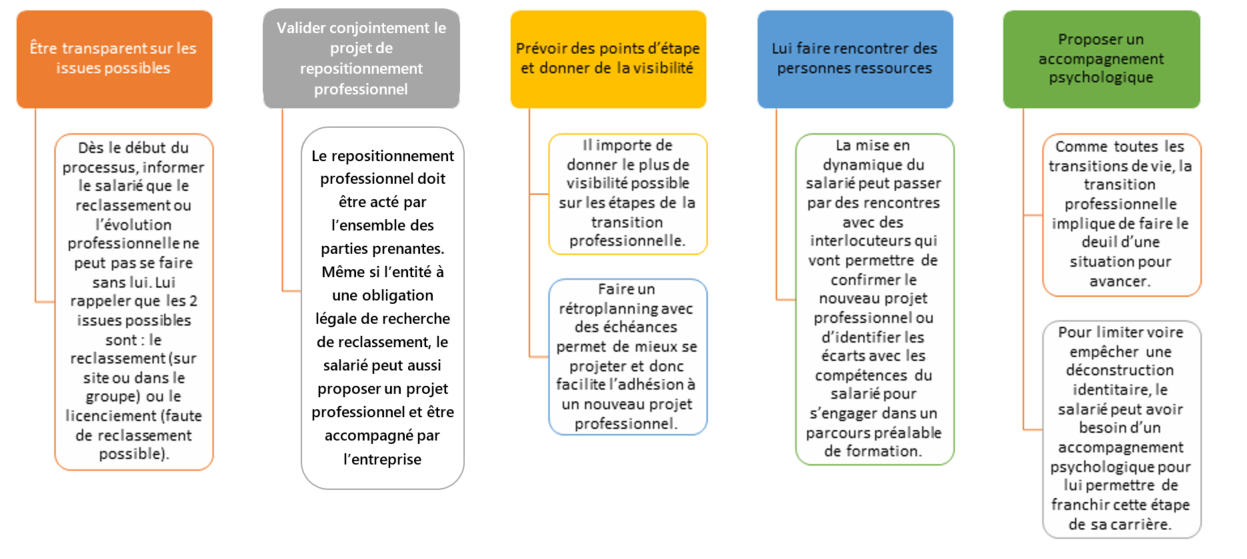 Être transparent sur les
issues possibles
Dès le début du
processus, informer
le salarié que le
reclassement ou
l'évolution
professionnelle ne
peut pas se faire
sans lui. Lui
rappeler que les 2
issues possibles
sont : le
reclassement (sur
site ou dans le
groupe) ou le
licenciement (faute
de reclassement
possible).
Valider conjointement le
projet de
repositionnement
professionnel
Le repositionnement
professionnel doit
être acté par
l'ensemble des
parties prenantes.
Même si l'entité à
une obligation
légale de recherche
de reclassement, le
salarié peut aussi
proposer un projet
professionnel et être
accompagné par
l'entreprise
Prévoir des points d'étape
et donner de la visibilité
Il importe de
donner le plus de
visibilité possible
sur les étapes de la
transition
professionnelle.
Faire un
rétroplanning avec
des échéances
permet de mieux se
projeter et donc
facilite l'adhésion à
un nouveau projet
professionnel.
Lui faire rencontrer des
personnes ressources
La mise en
dynamique du
salarié peut passer
par des rencontres
avec des
interlocuteurs qui
vont permettre de
confirmer le
nouveau projet
professionnel ou
d'identifier les
écarts avec les
compétences du
salarié pour
s'engager dans un
parcours préalable
de formation.
Proposer un
accompagnement
psychologique
Comme toutes les
transitions de vie, la
transition
professionnelle
implique de faire le
deuil d'une
situation pour
avancer.
Pour limiter voire
empêcher une
déconstruction
identitaire, le
salarié peut avoir
besoin d'un
accompagnement
psychologique pour
lui permettre de
franchir cette étape
de sa carrière.